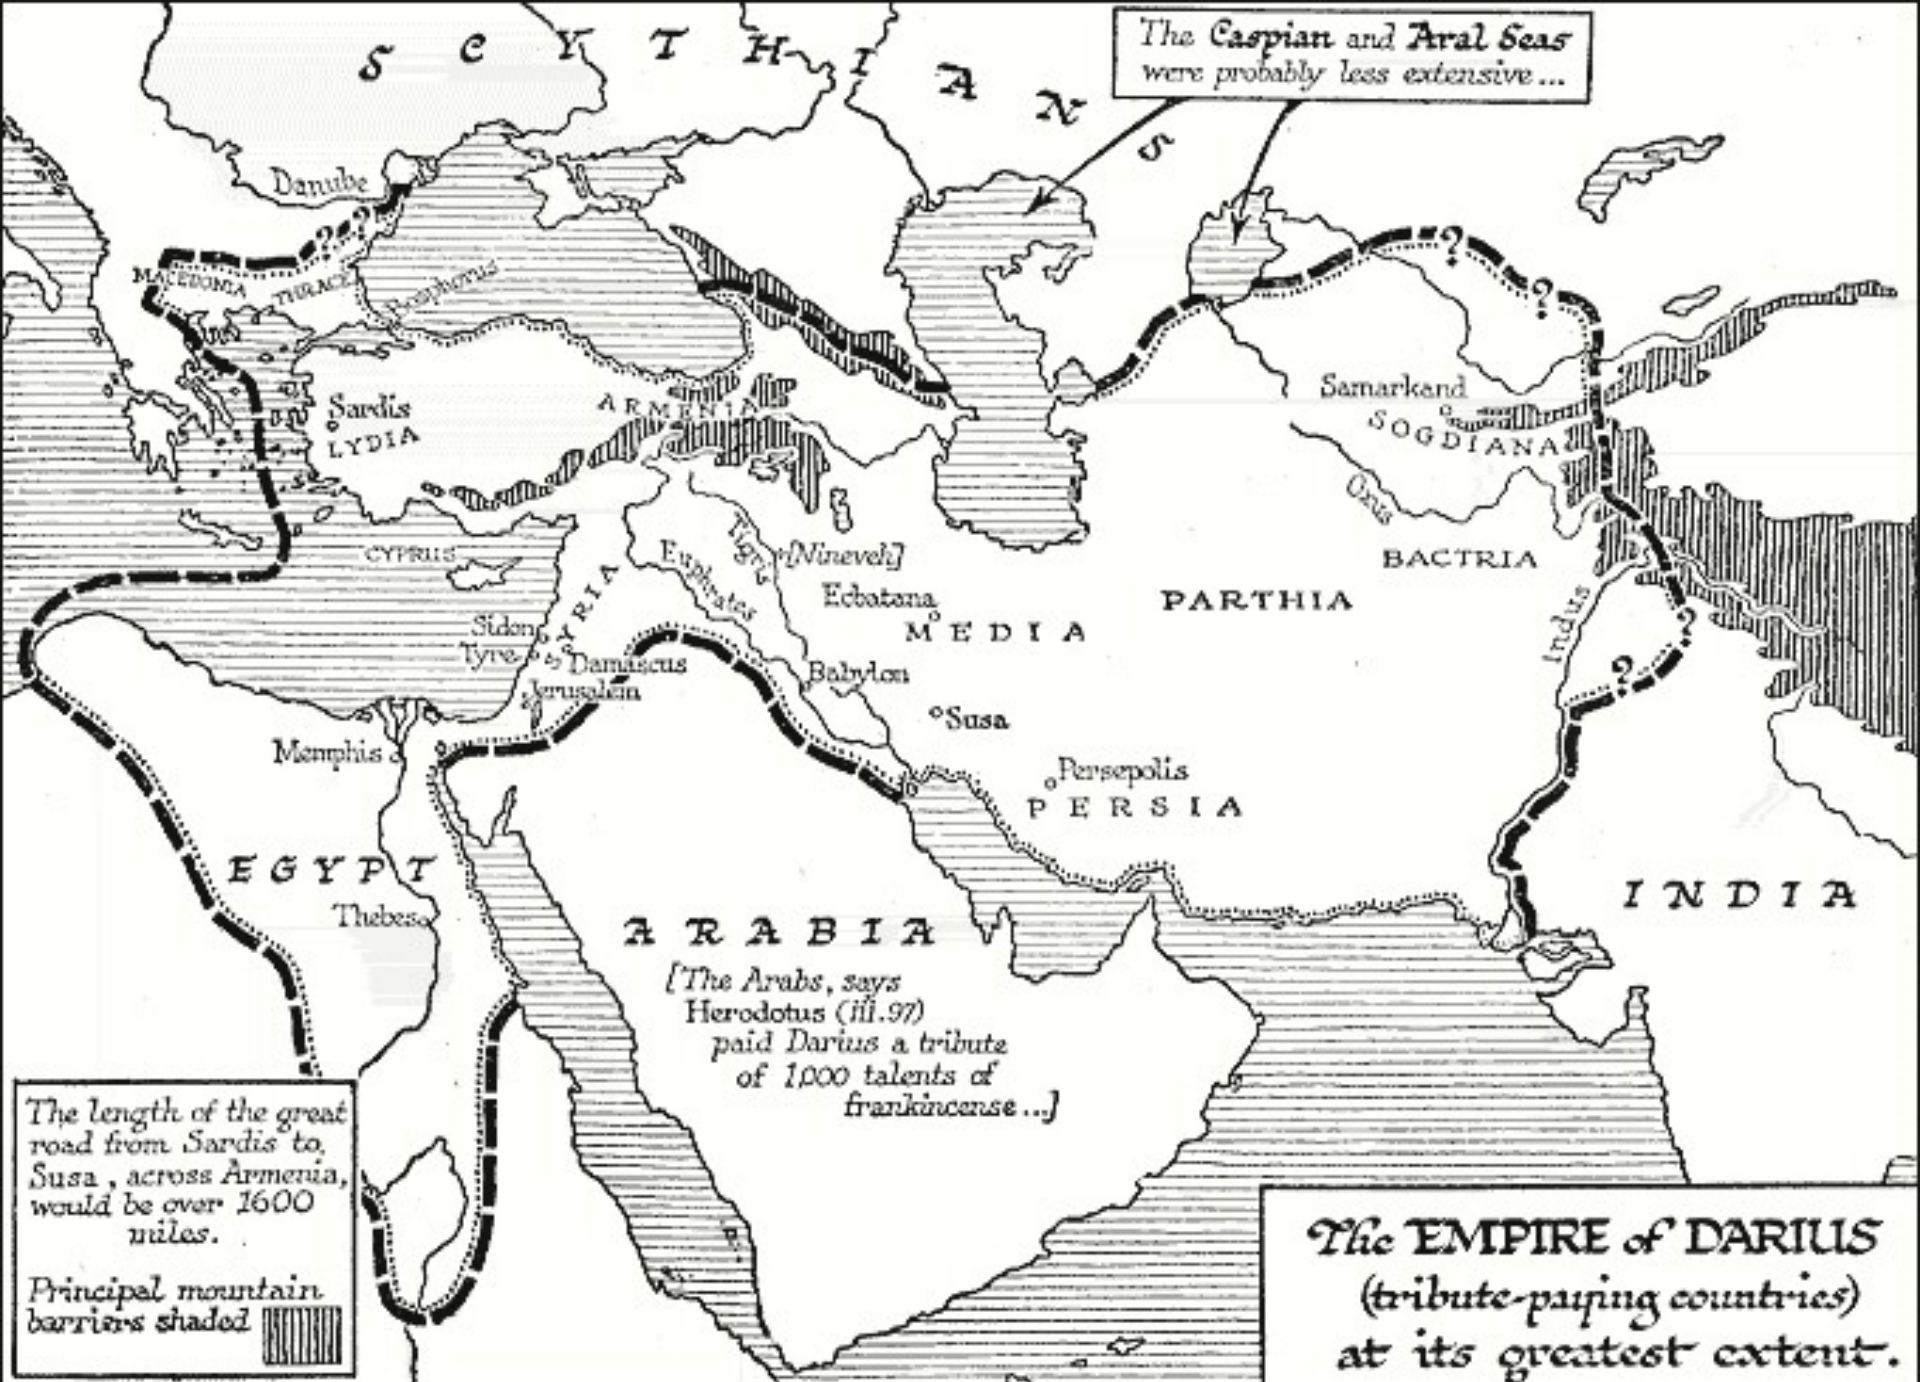 SCYTHIANS
The Caspian and Aral Seas
were probably less extensive...
Danube
?
?
MACEDONIA
THRACE
Bosphorus
?
?
Samarkand
SOGDIANA
Sardis
LYDIA
ARMENIA
Oxus
BACTRIA
CYPRUS
Tigris
[Nineveh]
Euphrates
Ecbatana
MEDIA
PARTHIA
Indus
?
?
SYRIA
Sidon
Tyre
Damascus
Jerusalem
Babylon
Susa
Memphis
Persepolis
PERSIA
EGYPT
Thebes
ARABIA
INDIA
[The Arabs, says
Herodotus (iii.97)
paid Darius a tribute
of 1,000 talents of
frankincense...]
The length of the great
road from Sardis to,
Susa, across Armenia,
would be over 1600
miles.
Principal mountain
barriers shaded
The EMPIRE of DARIUS
(tribute-paying countries)
at its greatest extent.